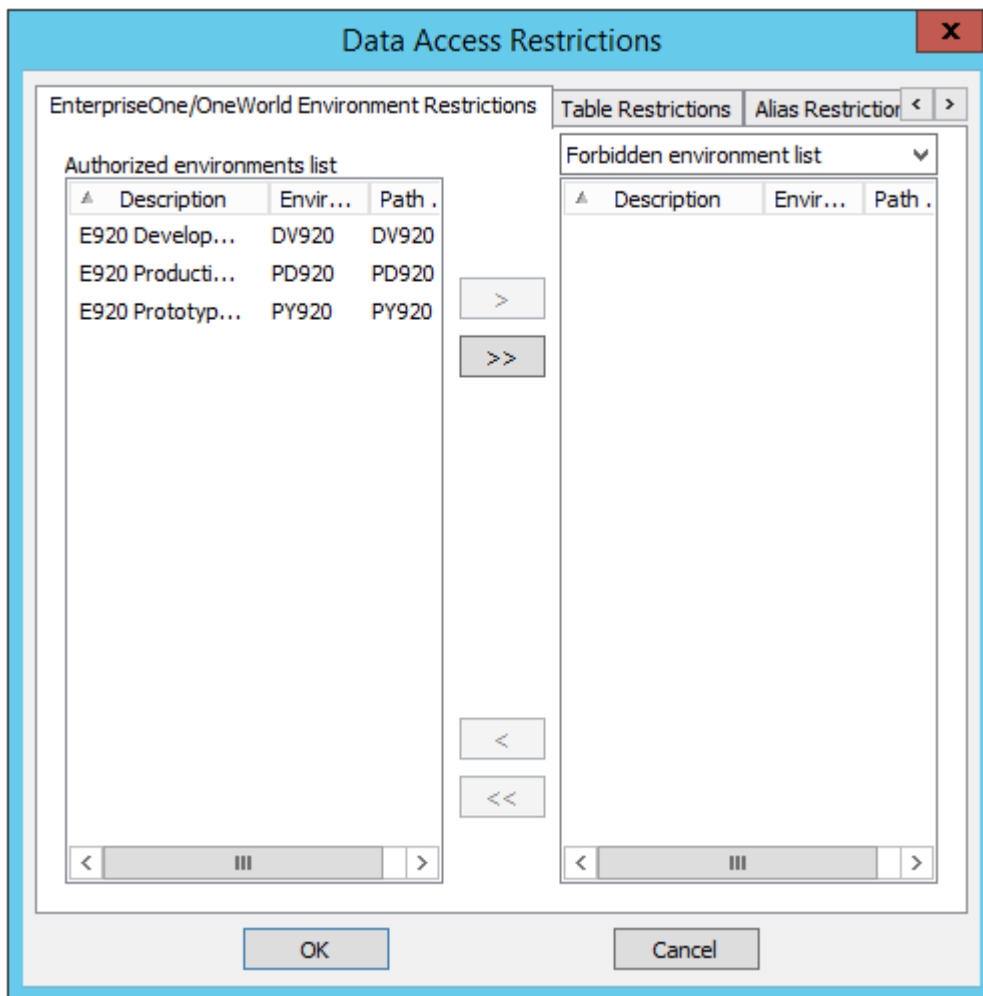 Data Access Restrictions
x
EnterpriseOne/OneWorld Environment Restrictions
Table Restrictions
Alias Restriction
<
>
Authorized environments list
Forbidden environment list
Description Envir... Path .
Description Envir... Path .
E920 Develop... DV920 DV920
E920 Producti... PD920 PD920
E920 Prototyp... PY920 PY920
>
>>
<
<<
< III >
< III >
OK
Cancel